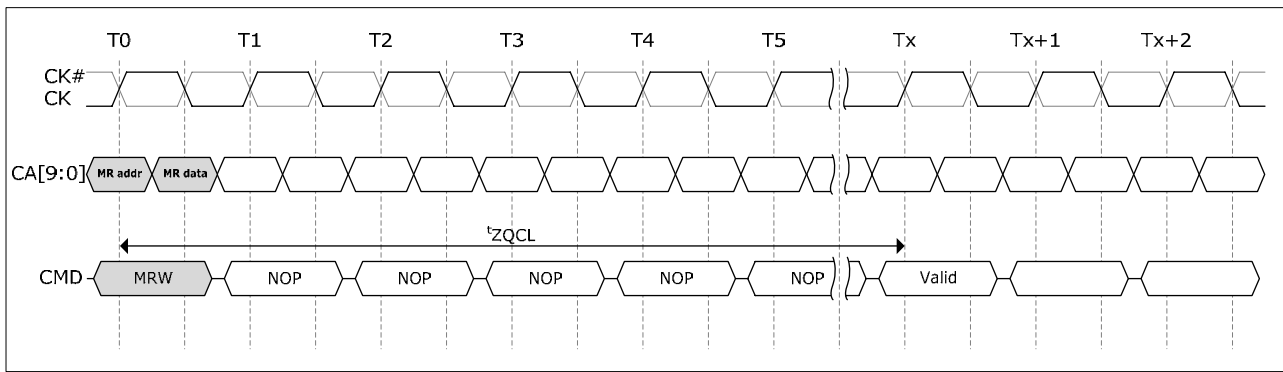 T0 T1 T2 T3 T4 T5 Tx Tx+1 Tx+2
CK#
CK
CA[9:0] MR addr MR data
tZQCL
CMD MRW NOP NOP NOP NOP NOP Valid